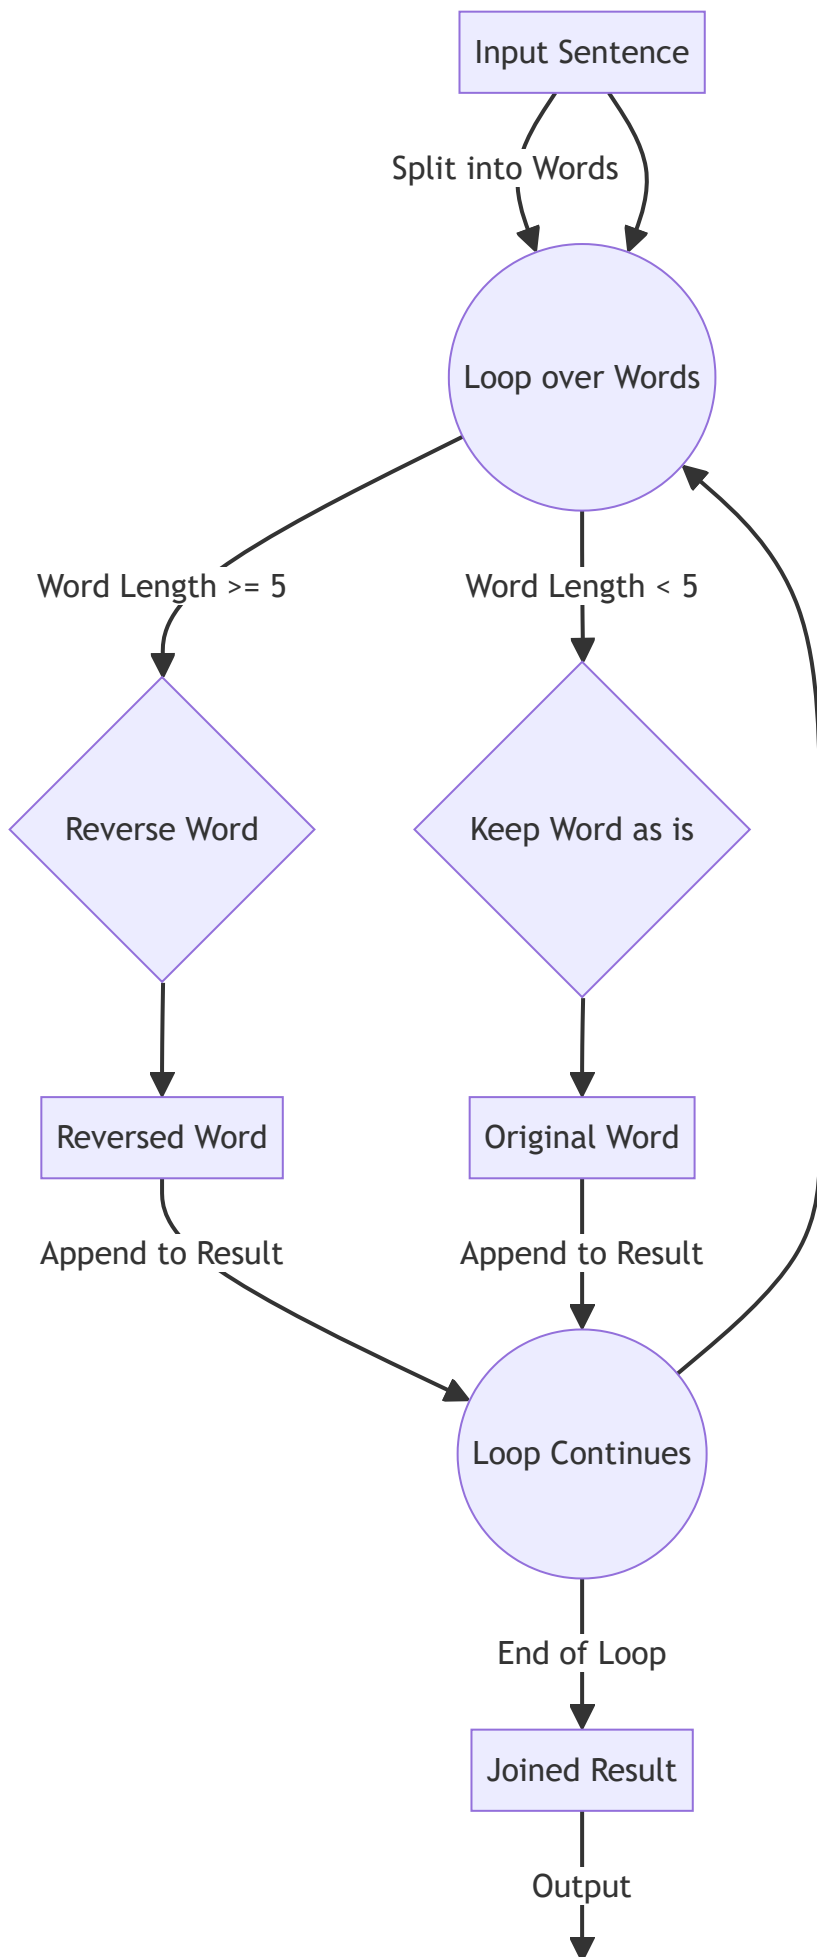 Input Sentence
Split into Words
Loop over Words
Word Length >= 5
Word Length < 5
Reverse Word
Keep Word as is
Reversed Word
Original Word
Append to Result
Append to Result
Loop Continues
End of Loop
Joined Result
Output